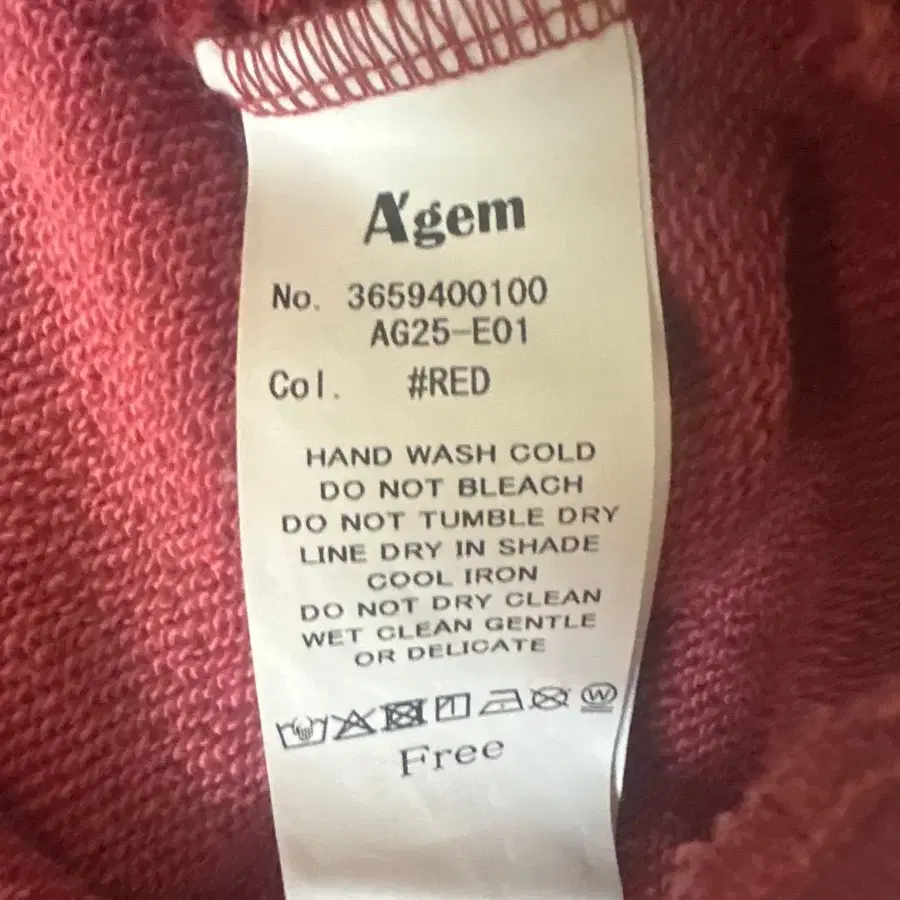 A'gem
No. 3659400100
AG25-E01
Col. #RED
HAND WASH COLD
DO NOT BLEACH
DO NOT TUMBLE DRY
LINE DRY IN SHADE
COOL IRON
DO NOT DRY CLEAN
WET CLEAN GENTLE
OR DELICATE
W
Free